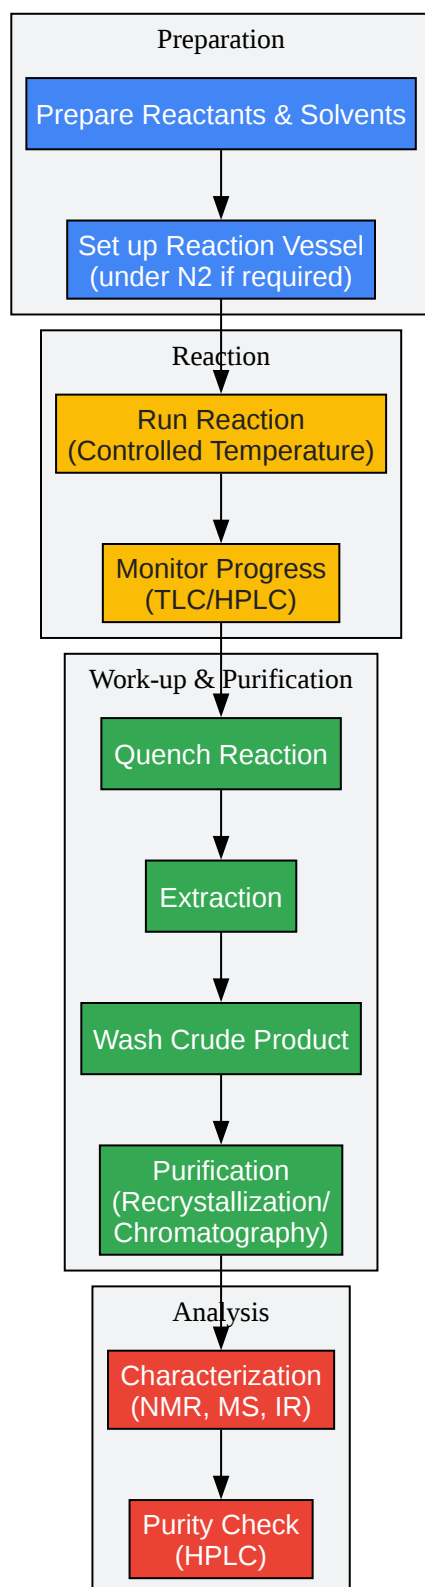 Preparation
Prepare Reactants & Solvents
Set up Reaction Vessel
(under N2 if required)
Reaction
Run Reaction
(Controlled Temperature)
Monitor Progress
(TLC/HPLC)
Work-up & Purification
Quench Reaction
Extraction
Wash Crude Product
Purification
(Recrystallization/
Chromatography)
Analysis
Characterization
(NMR, MS, IR)
Purity Check
(HPLC)